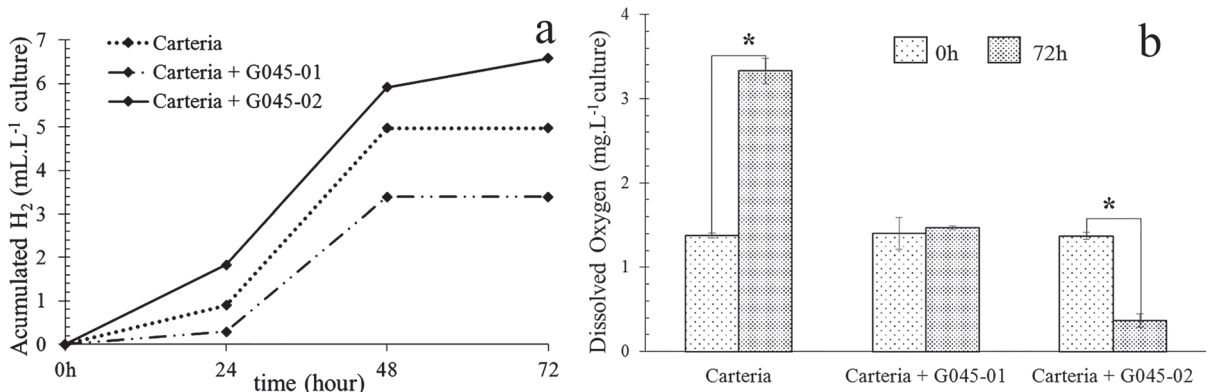 a
Acumulated H2 (mL.L-1 culture)
7
6
5
4
3
2
1
0
Carteria
Carteria + G045-01
Carteria + G045-02
0h
24
48
72
time (hour)
b
Dissolved Oxygen (mg.L-1culture)
4
3
2
1
0
0h
72h
*
*
Carteria
Carteria + G045-01
Carteria + G045-02